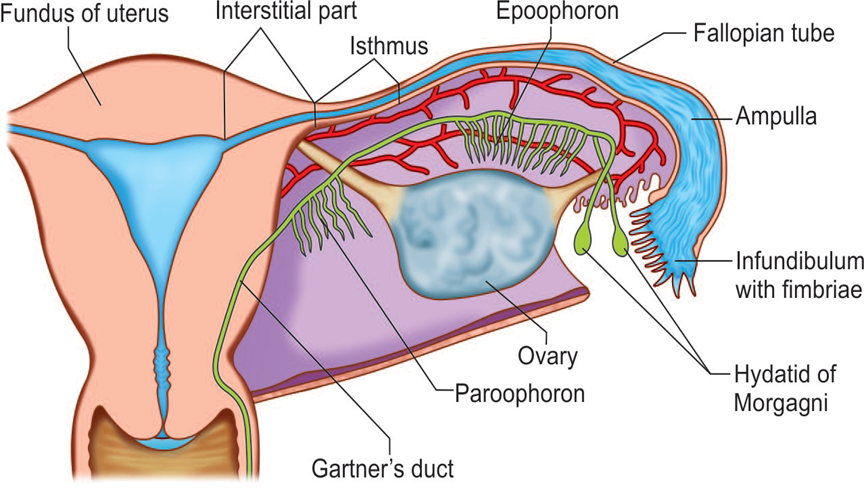 Fundus of uterus
Interstitial part
Epoophoron
Isthmus
Fallopian tube
Ampulla
Infundibulum
with fimbriae
Ovary
Hydatid of
Morgagni
Paroophoron
Gartner's duct